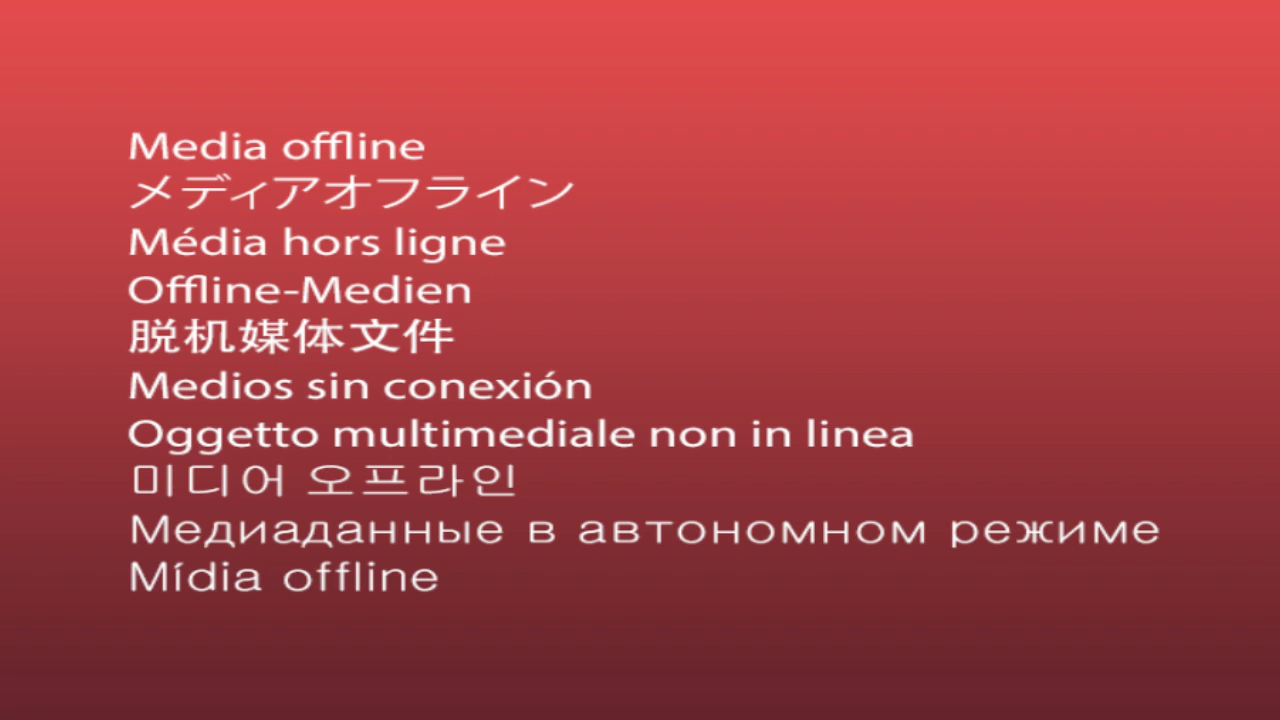 Media offline
メディアオフライン
Média hors ligne
Offline-Medien
脱机媒体文件
Medios sin conexión
Oggetto multimediale non in linea
미디어 오프라인
Медиаданные в автономном режиме
Mídia offline